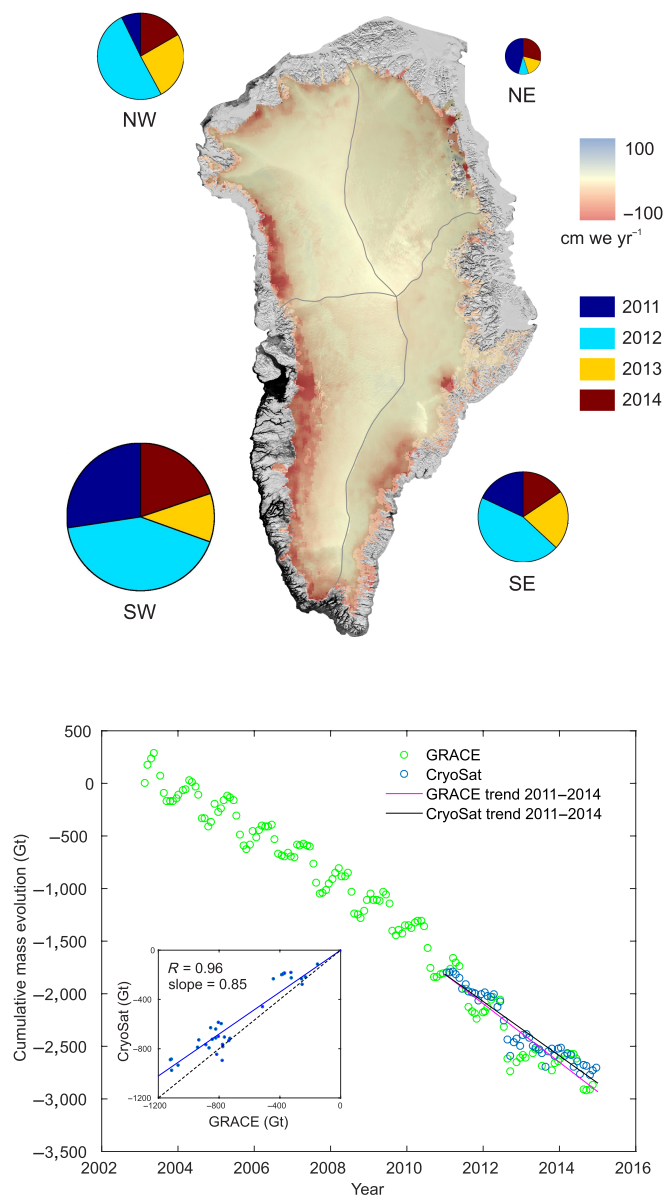 NW
NE
100
−100
cm we yr⁻¹
2011
2012
2013
2014
SW
SE
500
0
−500
−1,000
−1,500
−2,000
−2,500
−3,000
−3,500
Cumulative mass evolution (Gt)
GRACE
CryoSat
GRACE trend 2011–2014
CryoSat trend 2011–2014
R = 0.96
slope = 0.85
0
−400
−800
−1200
CryoSat (Gt)
−1200 −800 −400 0
GRACE (Gt)
2002 2004 2006 2008 2010 2012 2014 2016
Year